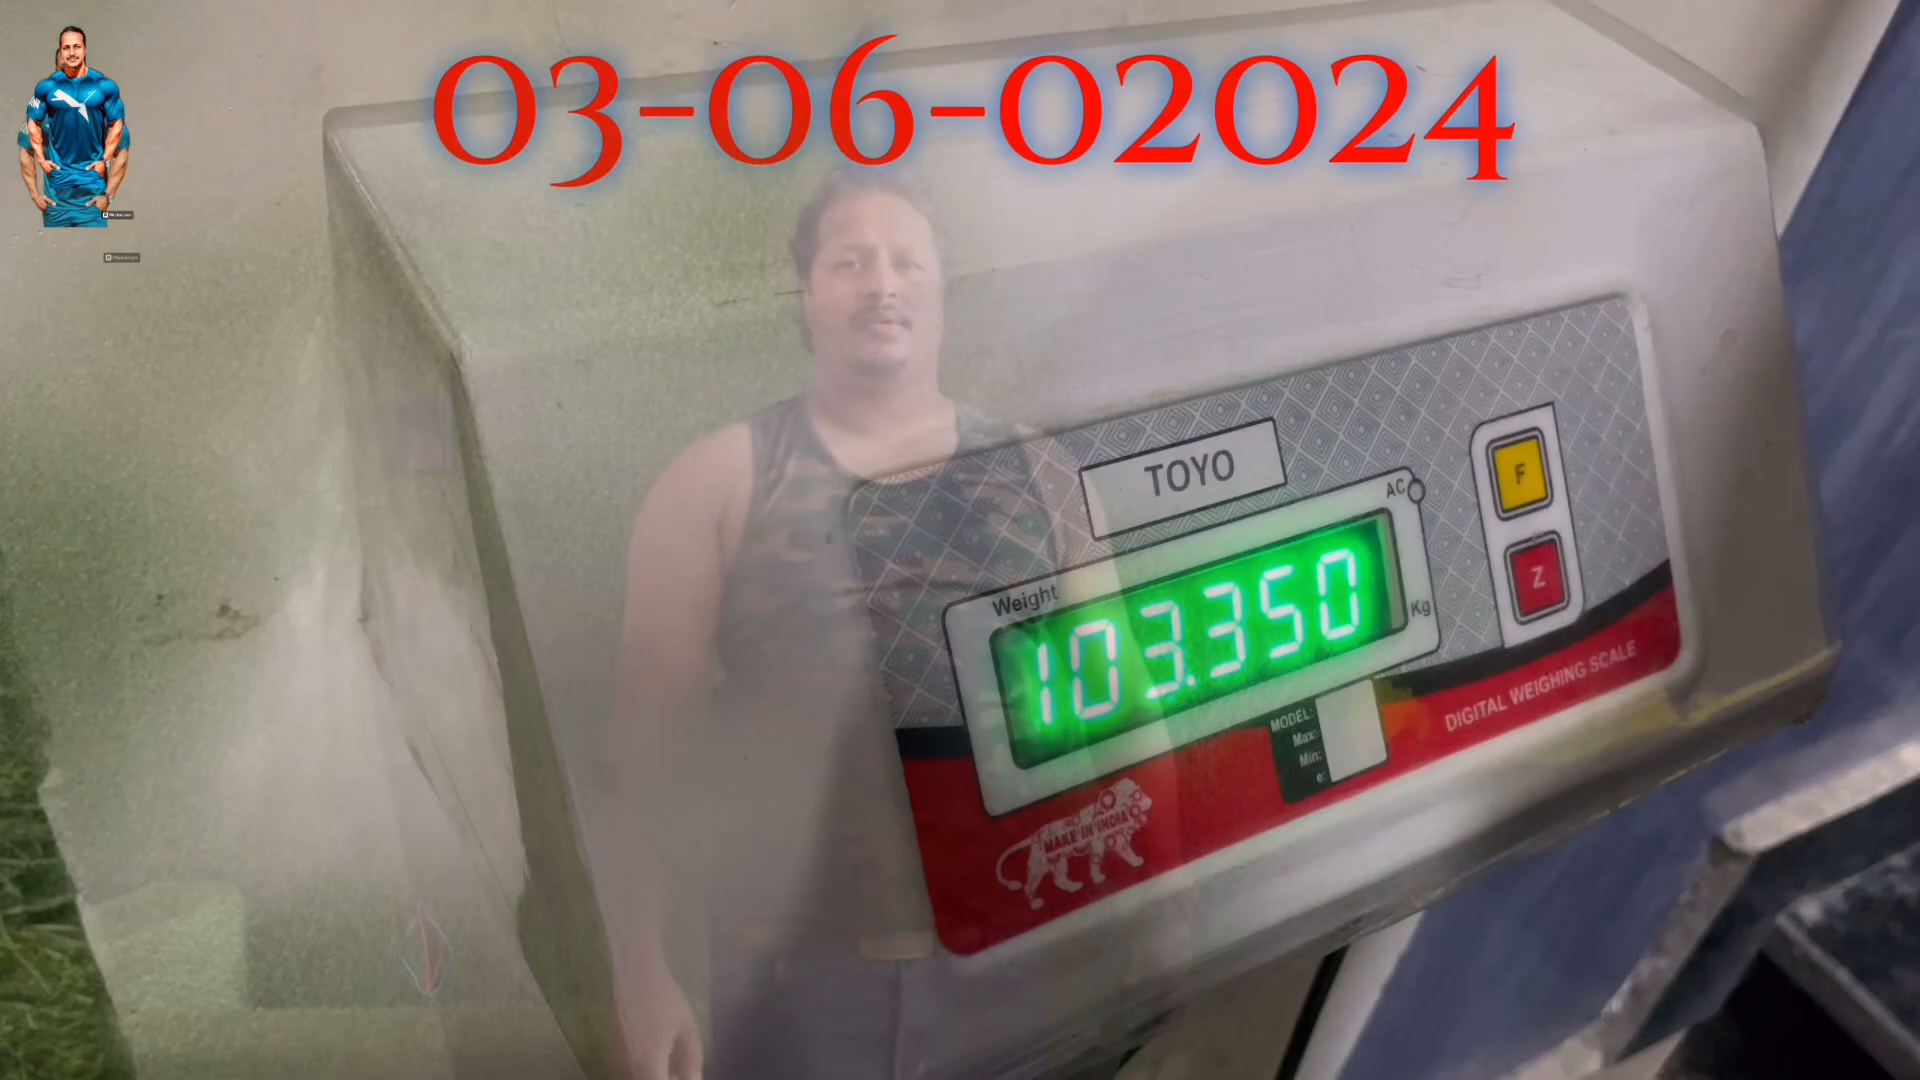 03-06-02024
TOYO
AC
F
Weight
103.350
Kg
Z
MODEL:
Max:
Min:
e:
DIGITAL WEIGHING SCALE
MAKE IN INDIA